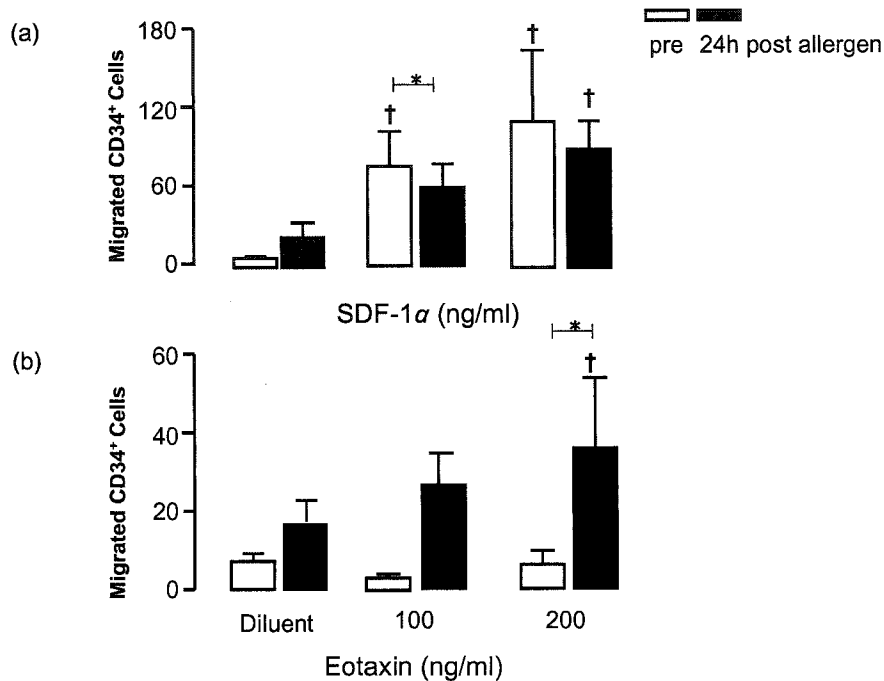 (a)
180
120
60
0
Migrated CD34⁺ Cells
pre 24h post allergen
†
*
†
†
SDF-1α (ng/ml)
(b)
60
40
20
0
Migrated CD34⁺ Cells
*
†
Diluent 100 200
Eotaxin (ng/ml)